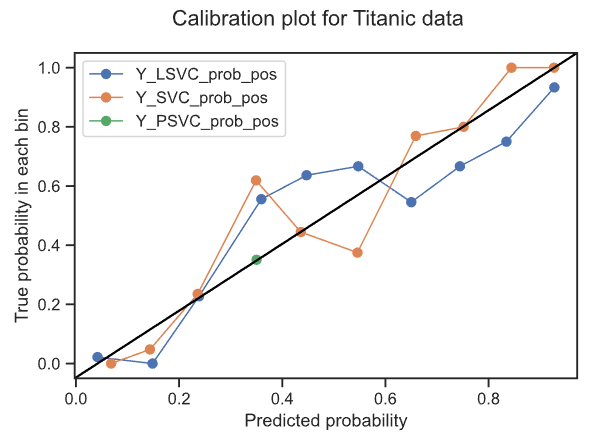 Calibration plot for Titanic data
Y_LSVC_prob_pos
Y_SVC_prob_pos
Y_PSVC_prob_pos
True probability in each bin
1.0
0.8
0.6
0.4
0.2
0.0
0.0 0.2 0.4 0.6 0.8
Predicted probability